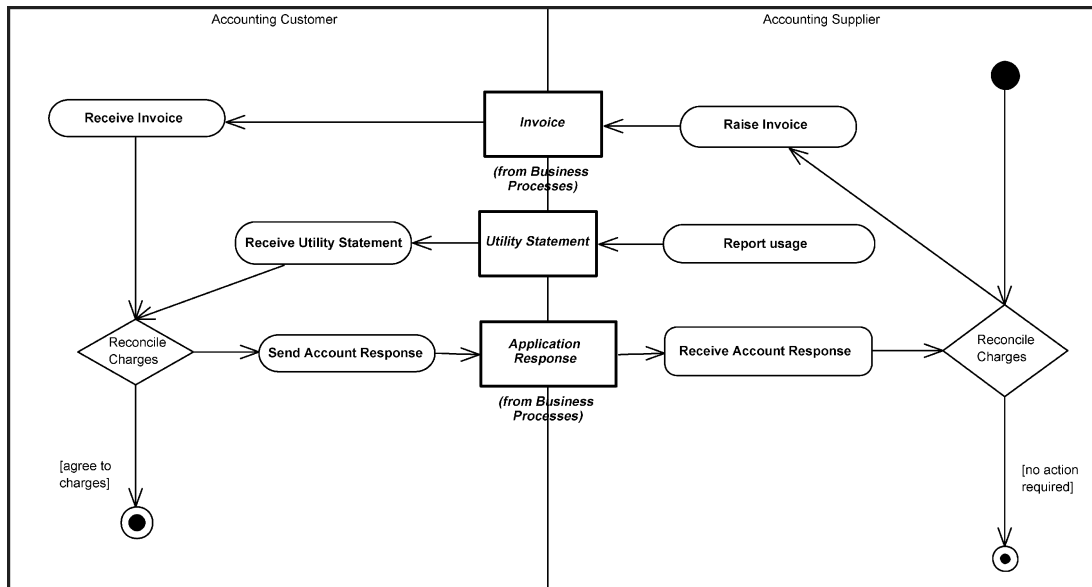 Accounting Customer
Accounting Supplier
Receive Invoice
Invoice
Raise Invoice
(from Business
Processes)
Receive Utility Statement
Utility Statement
Report usage
Reconcile
Charges
Send Account Response
Application
Response
Receive Account Response
Reconcile
Charges
(from Business
Processes)
[agree to
charges]
[no action
required]